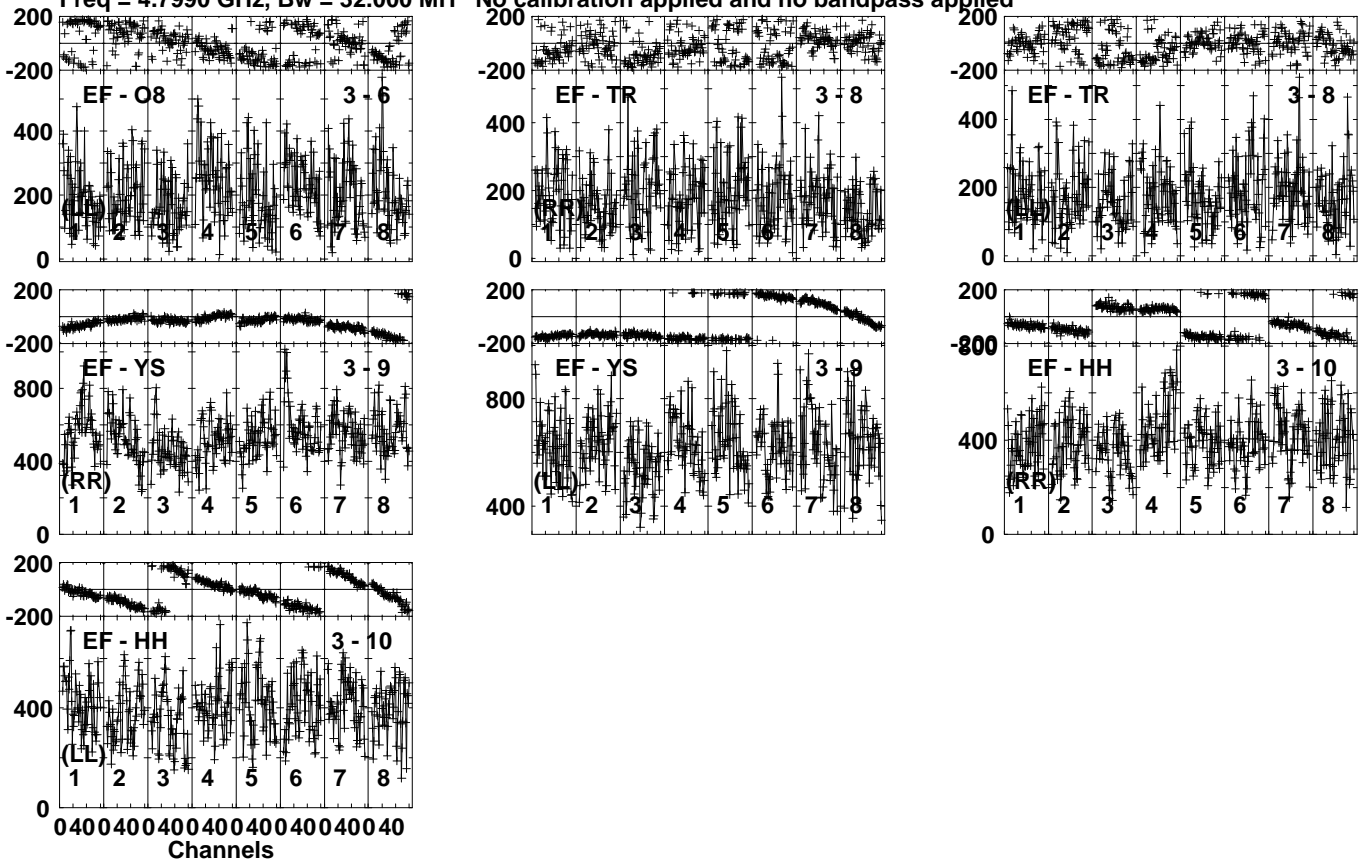 Freq = 4.7990 GHz, Bw = 32.000 MH No calibration applied and no bandpass applied
200 200 200
-200 -200 -200
EF - O8 3 - 6 EF - TR 3 - 8 EF - TR 3 - 8
400 400 400
200 200 200
(LL) (RR) (LL)
1 2 3 4 5 6 7 8 1 2 3 4 5 6 7 8 1 2 3 4 5 6 7 8
0 0 0
200 200 200
-200 -200 -200
800
EF - YS 3 - 9 EF - YS 3 - 9 EF - HH 3 - 10
800 800
400 400
(RR) (LL) (RR)
1 2 3 4 5 6 7 8 1 2 3 4 5 6 7 8 1 2 3 4 5 6 7 8
400
0 0
200
-200
EF - HH 3 - 10
400
(LL)
1 2 3 4 5 6 7 8
0
0 40 0 40 0 40 0 40 0 40 0 40 0 40 0 40
Channels